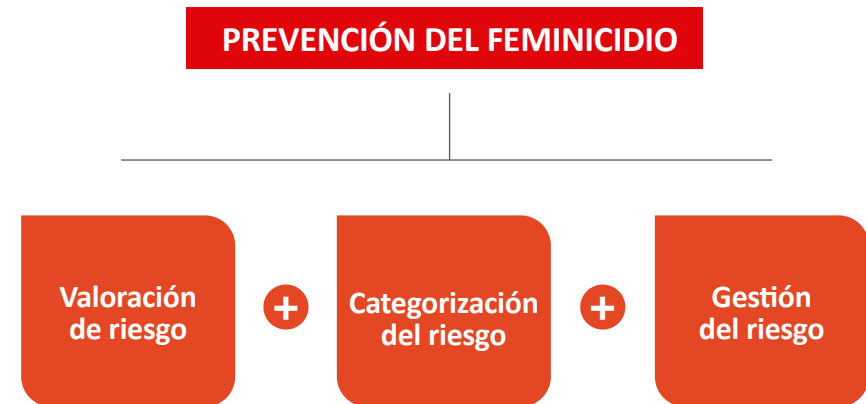 PREVENCIÓN DEL FEMINICIDIO
Valoración
de riesgo
+
Categorización
del riesgo
+
Gestión
del riesgo